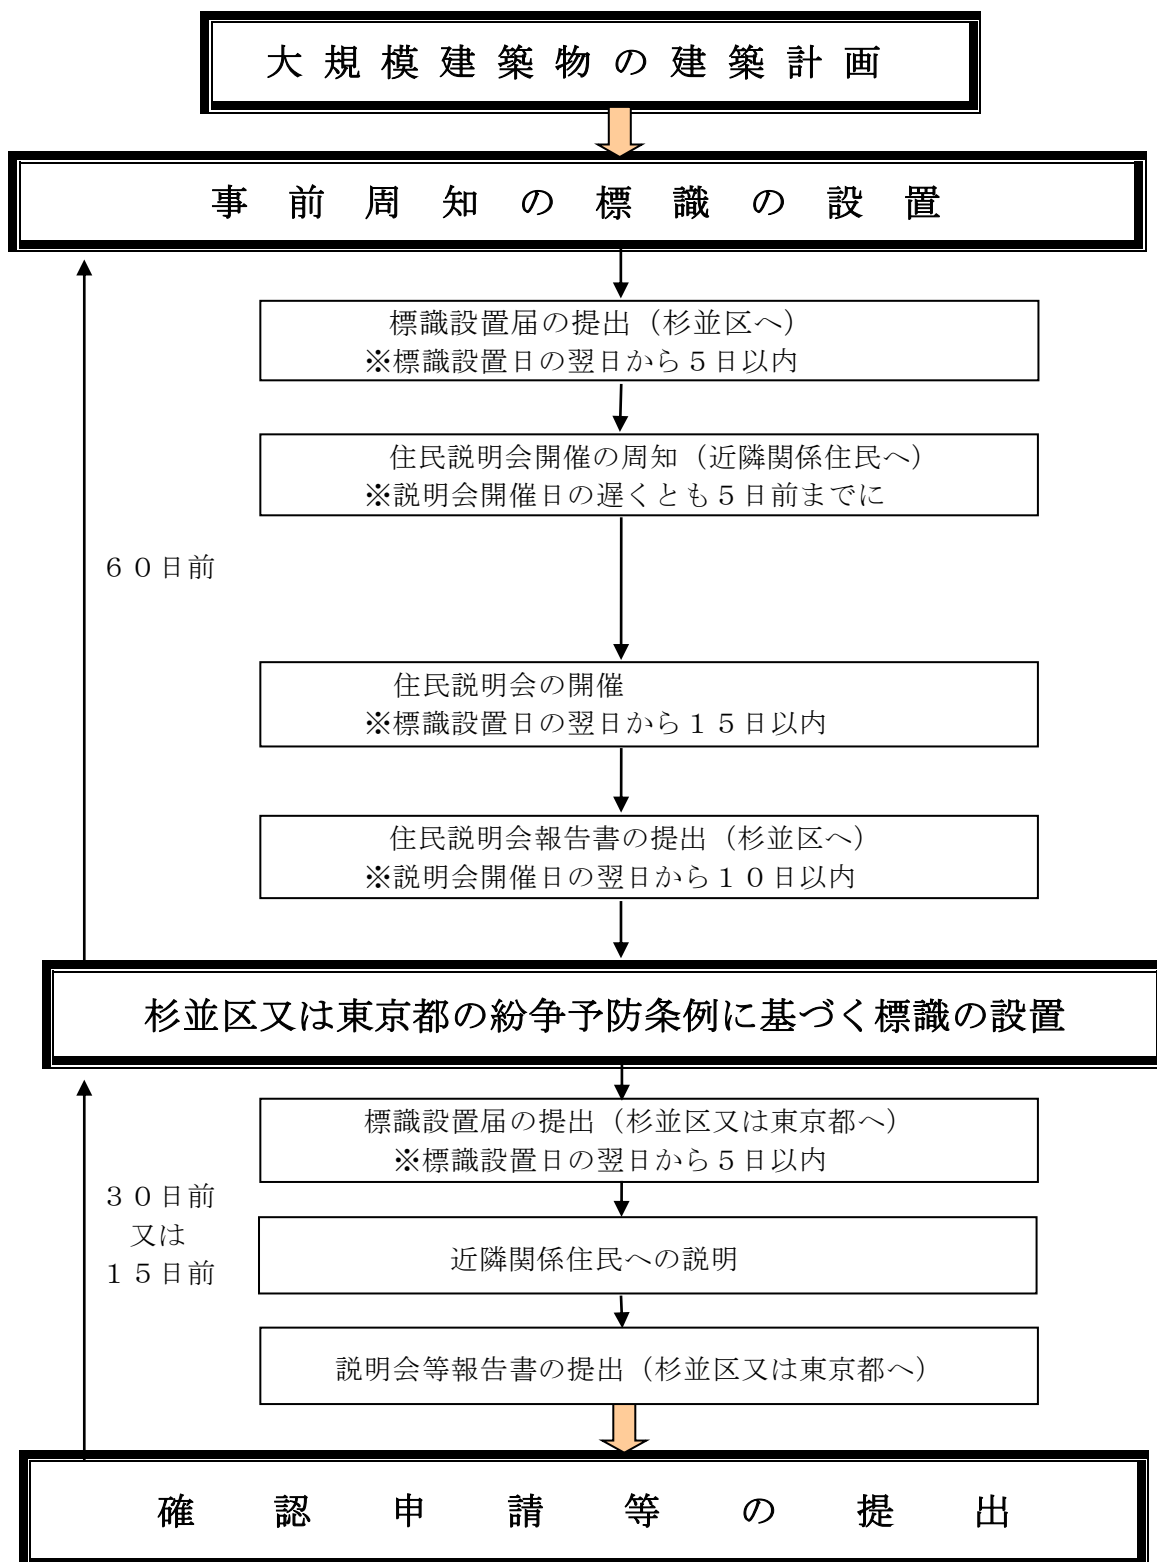 大規模建築物の建築計画
事前周知の標識の設置
標識設置届の提出（杉並区へ）
※標識設置日の翌日から５日以内
住民説明会開催の周知（近隣関係住民へ）
※説明会開催日の遅くとも５日前までに
６０日前
住民説明会の開催
※標識設置日の翌日から１５日以内
住民説明会報告書の提出（杉並区へ）
※説明会開催日の翌日から１０日以内
杉並区又は東京都の紛争予防条例に基づく標識の設置
標識設置届の提出（杉並区又は東京都へ）
※標識設置日の翌日から５日以内
３０日前
又は
１５日前
近隣関係住民への説明
説明会等報告書の提出（杉並区又は東京都へ）
確認申請等の提出